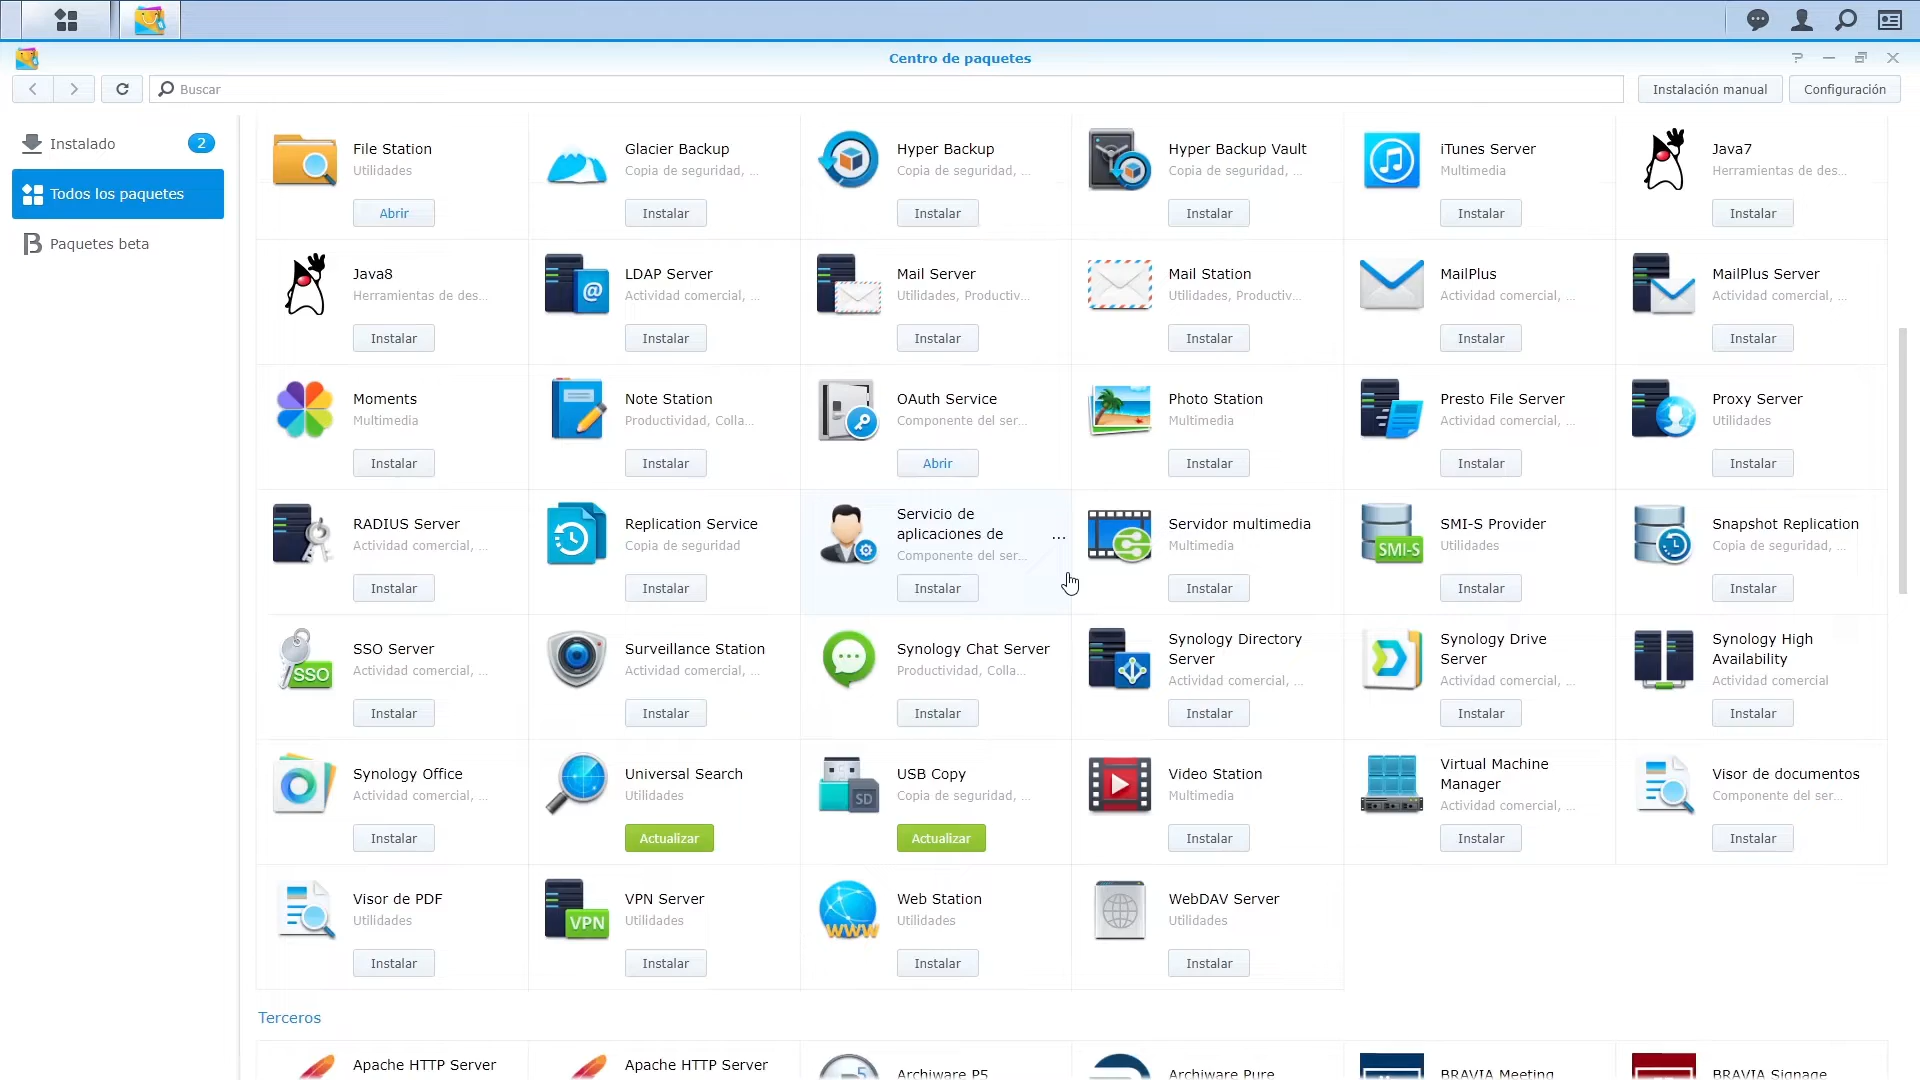 Centro de paquetes
Buscar
Instalación manual
Configuración
Instalado
2
Todos los paquetes
Paquetes beta
File Station
Utilidades
Abrir
Glacier Backup
Copia de seguridad, ...
Instalar
Hyper Backup
Copia de seguridad, ...
Instalar
Hyper Backup Vault
Copia de seguridad, ...
Instalar
iTunes Server
Multimedia
Instalar
Java7
Herramientas de des...
Instalar
Java8
Herramientas de des...
Instalar
LDAP Server
Actividad comercial, ...
Instalar
Mail Server
Utilidades, Productiv...
Instalar
Mail Station
Utilidades, Productiv...
Instalar
MailPlus
Actividad comercial, ...
Instalar
MailPlus Server
Actividad comercial, ...
Instalar
Moments
Multimedia
Instalar
Note Station
Productividad, Colla...
Instalar
OAuth Service
Componente del ser...
Abrir
Photo Station
Multimedia
Instalar
Presto File Server
Actividad comercial, ...
Instalar
Proxy Server
Utilidades
Instalar
RADIUS Server
Actividad comercial, ...
Instalar
Replication Service
Copia de seguridad
Instalar
Servicio de
aplicaciones de ...
Componente del ser...
Instalar
Servidor multimedia
Multimedia
Instalar
SMI-S
SMI-S Provider
Utilidades
Instalar
Snapshot Replication
Copia de seguridad, ...
Instalar
SSO
SSO Server
Actividad comercial, ...
Instalar
Surveillance Station
Actividad comercial, ...
Instalar
Synology Chat Server
Productividad, Colla...
Instalar
Synology Directory
Server
Actividad comercial, ...
Instalar
Synology Drive
Server
Actividad comercial, ...
Instalar
Synology High
Availability
Actividad comercial
Instalar
Synology Office
Actividad comercial, ...
Instalar
Universal Search
Utilidades
Actualizar
SD
USB Copy
Copia de seguridad, ...
Actualizar
Video Station
Multimedia
Instalar
Virtual Machine
Manager
Actividad comercial, ...
Instalar
Visor de documentos
Componente del ser...
Instalar
Visor de PDF
Utilidades
Instalar
VPN
VPN Server
Utilidades
Instalar
WWW
Web Station
Utilidades
Instalar
WebDAV Server
Utilidades
Instalar
Terceros
Apache HTTP Server
Apache HTTP Server
Archiware P5
Archiware Pure
BRAVIA Meeting
BRAVIA Signage